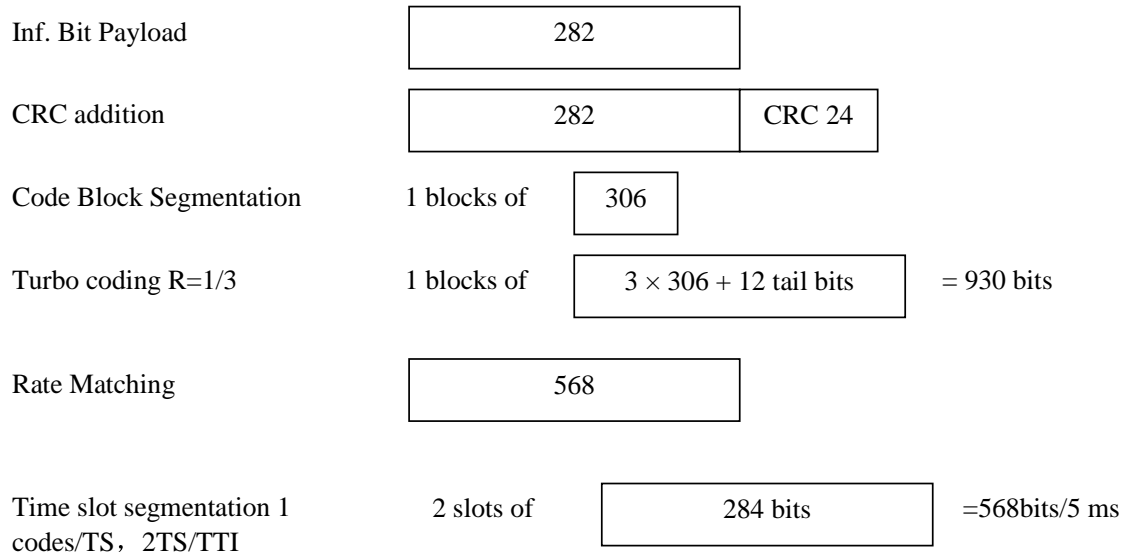 Inf. Bit Payload 282
CRC addition 282 CRC 24
Code Block Segmentation 1 blocks of 306
Turbo coding R=1/3 1 blocks of 3 × 306 + 12 tail bits = 930 bits
Rate Matching 568
Time slot segmentation 1 2 slots of 284 bits =568bits/5 ms
codes/TS，2TS/TTI